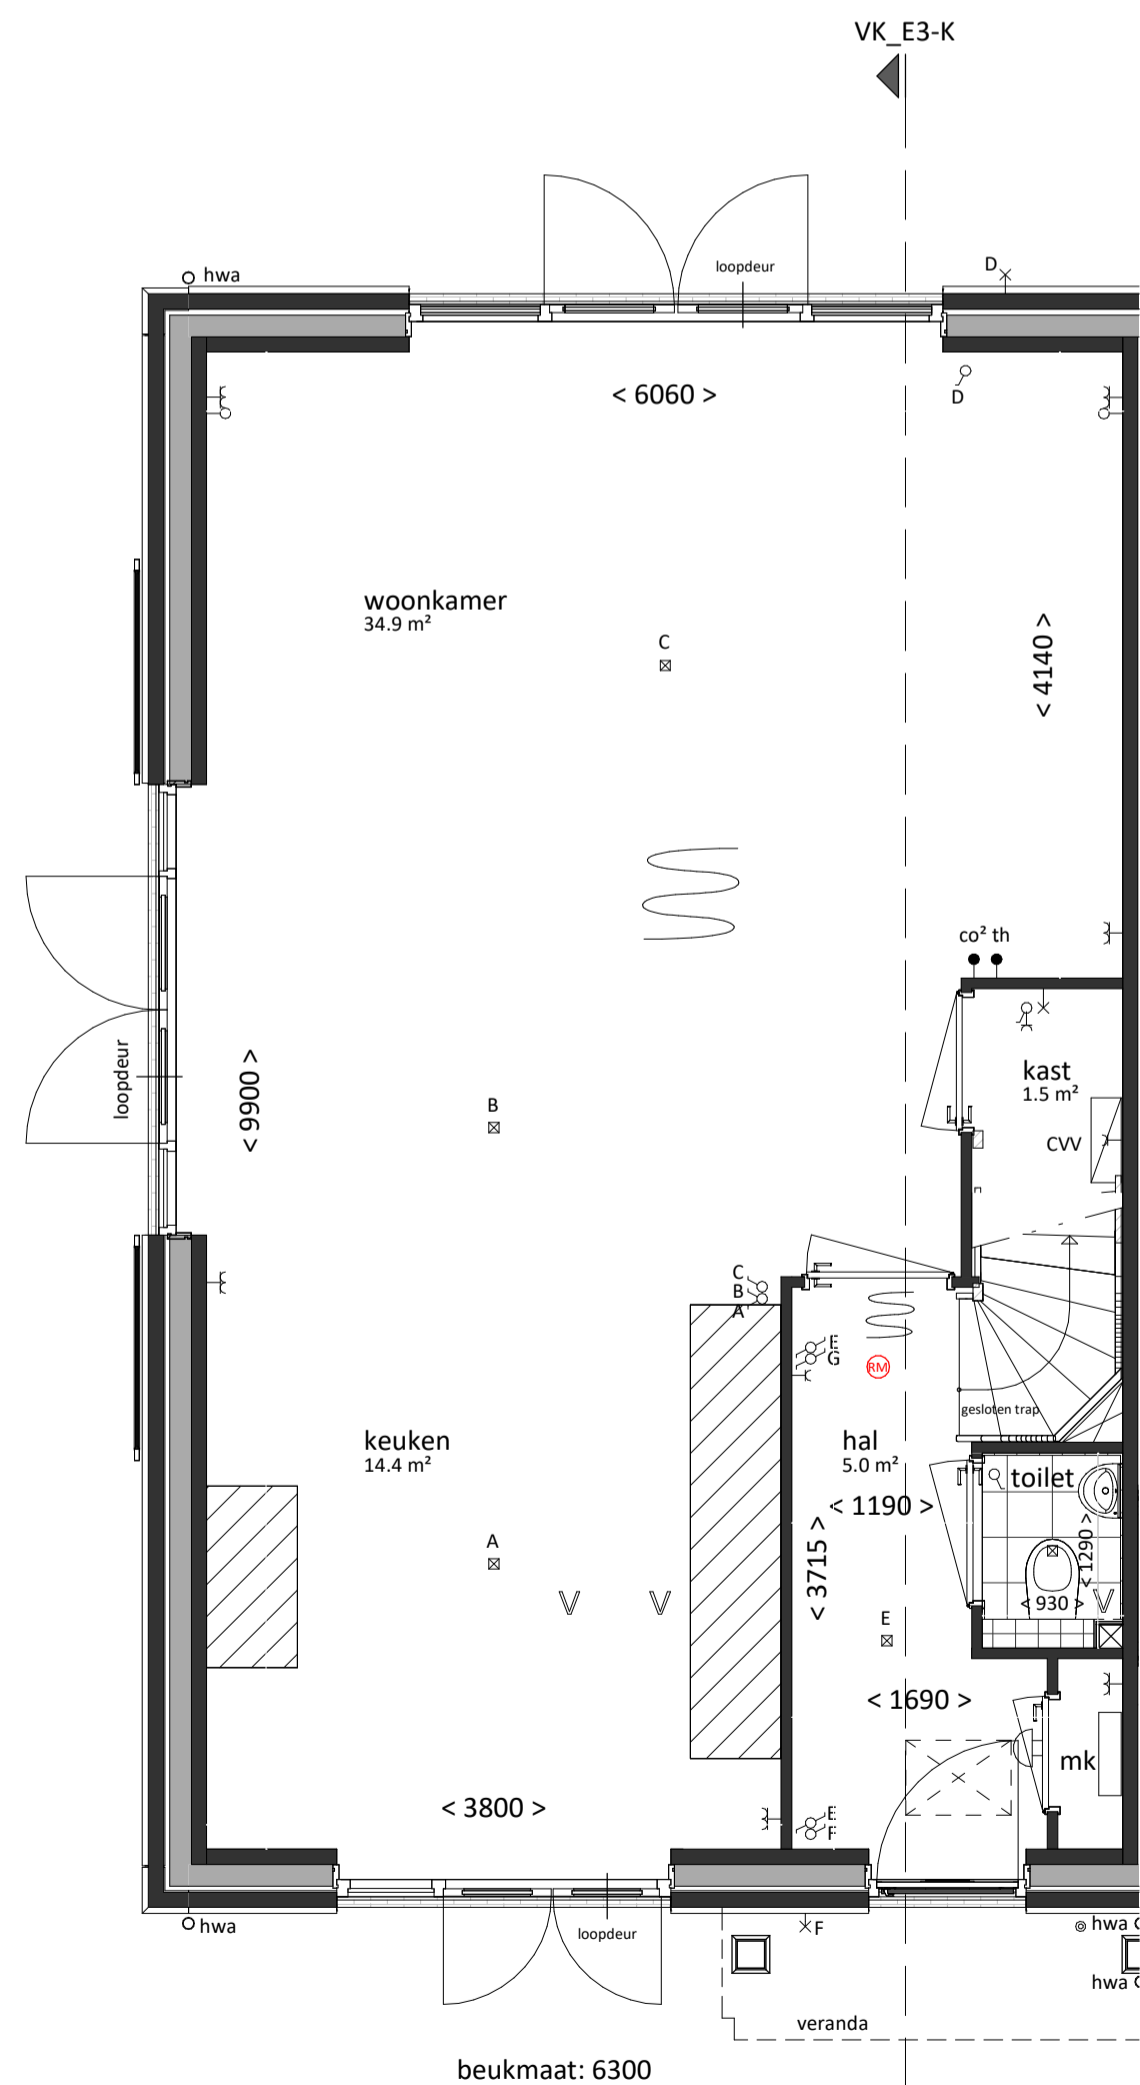 VK_E3-K
hwa
loopdeur
D
< 6060 >
D
woonkamer
34.9 m²
C
< 4140 >
co² th
kast
1.5 m²
CVV
loopdeur
< 9900 >
B
C
B
A
E
G
RM
gesloten trap
keuken
14.4 m²
hal
5.0 m²
toilet
< 1190 >
< 3715 >
< 1290 >
< 930 >
A
V V
V
E
< 1690 >
mk
< 3800 >
E
F
hwa
loopdeur
F
hwa
hwa
veranda
beukmaat: 6300